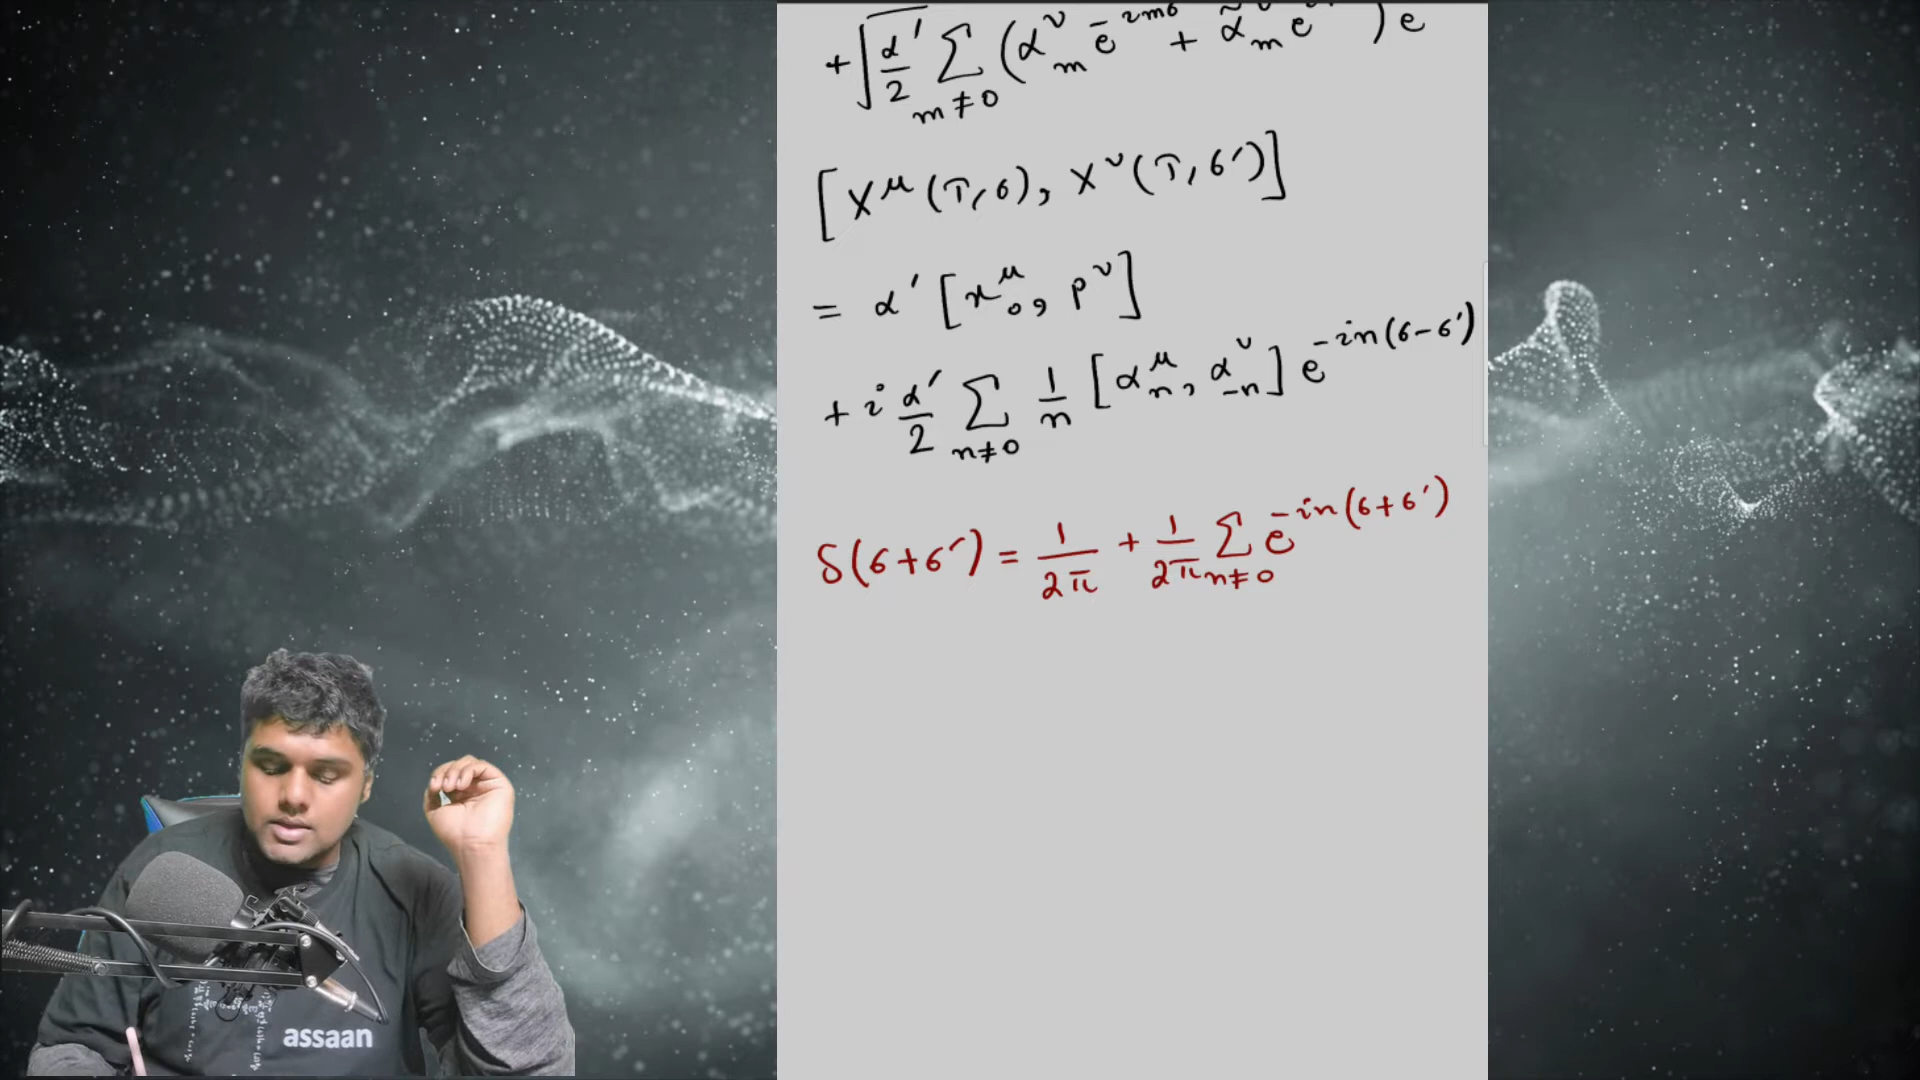 +√(α'/2) Σ_{m≠0} (α^ν_m e^{-imσ} + α̃^ν_m e ) e
[X^μ(τ,σ), X^ν(τ,σ')]
= α' [x^μ_0, p^ν]
+ i α'/2 Σ_{n≠0} 1/n [α^μ_n, α^ν_{-n}] e^{-in(σ-σ')}
δ(σ+σ') = 1/2π + 1/2π Σ_{n≠0} e^{-in(σ+σ')}
assaan